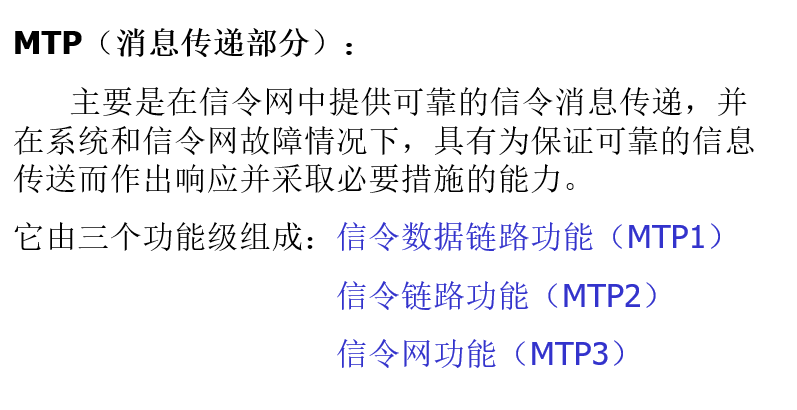 MTP（消息传递部分）：
主要是在信令网中提供可靠的信令消息传递，并
在系统和信令网故障情况下，具有为保证可靠的信息
传送而作出响应并采取必要措施的能力。
它由三个功能级组成：信令数据链路功能（MTP1）
信令链路功能（MTP2）
信令网功能（MTP3）